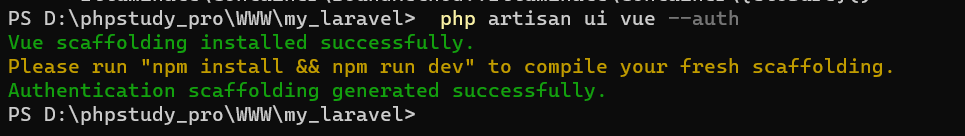 PS D:\phpstudy_pro\WWW\my_laravel>  php artisan ui vue --auth
Vue scaffolding installed successfully.
Please run "npm install && npm run dev" to compile your fresh scaffolding.
Authentication scaffolding generated successfully.
PS D:\phpstudy_pro\WWW\my_laravel>